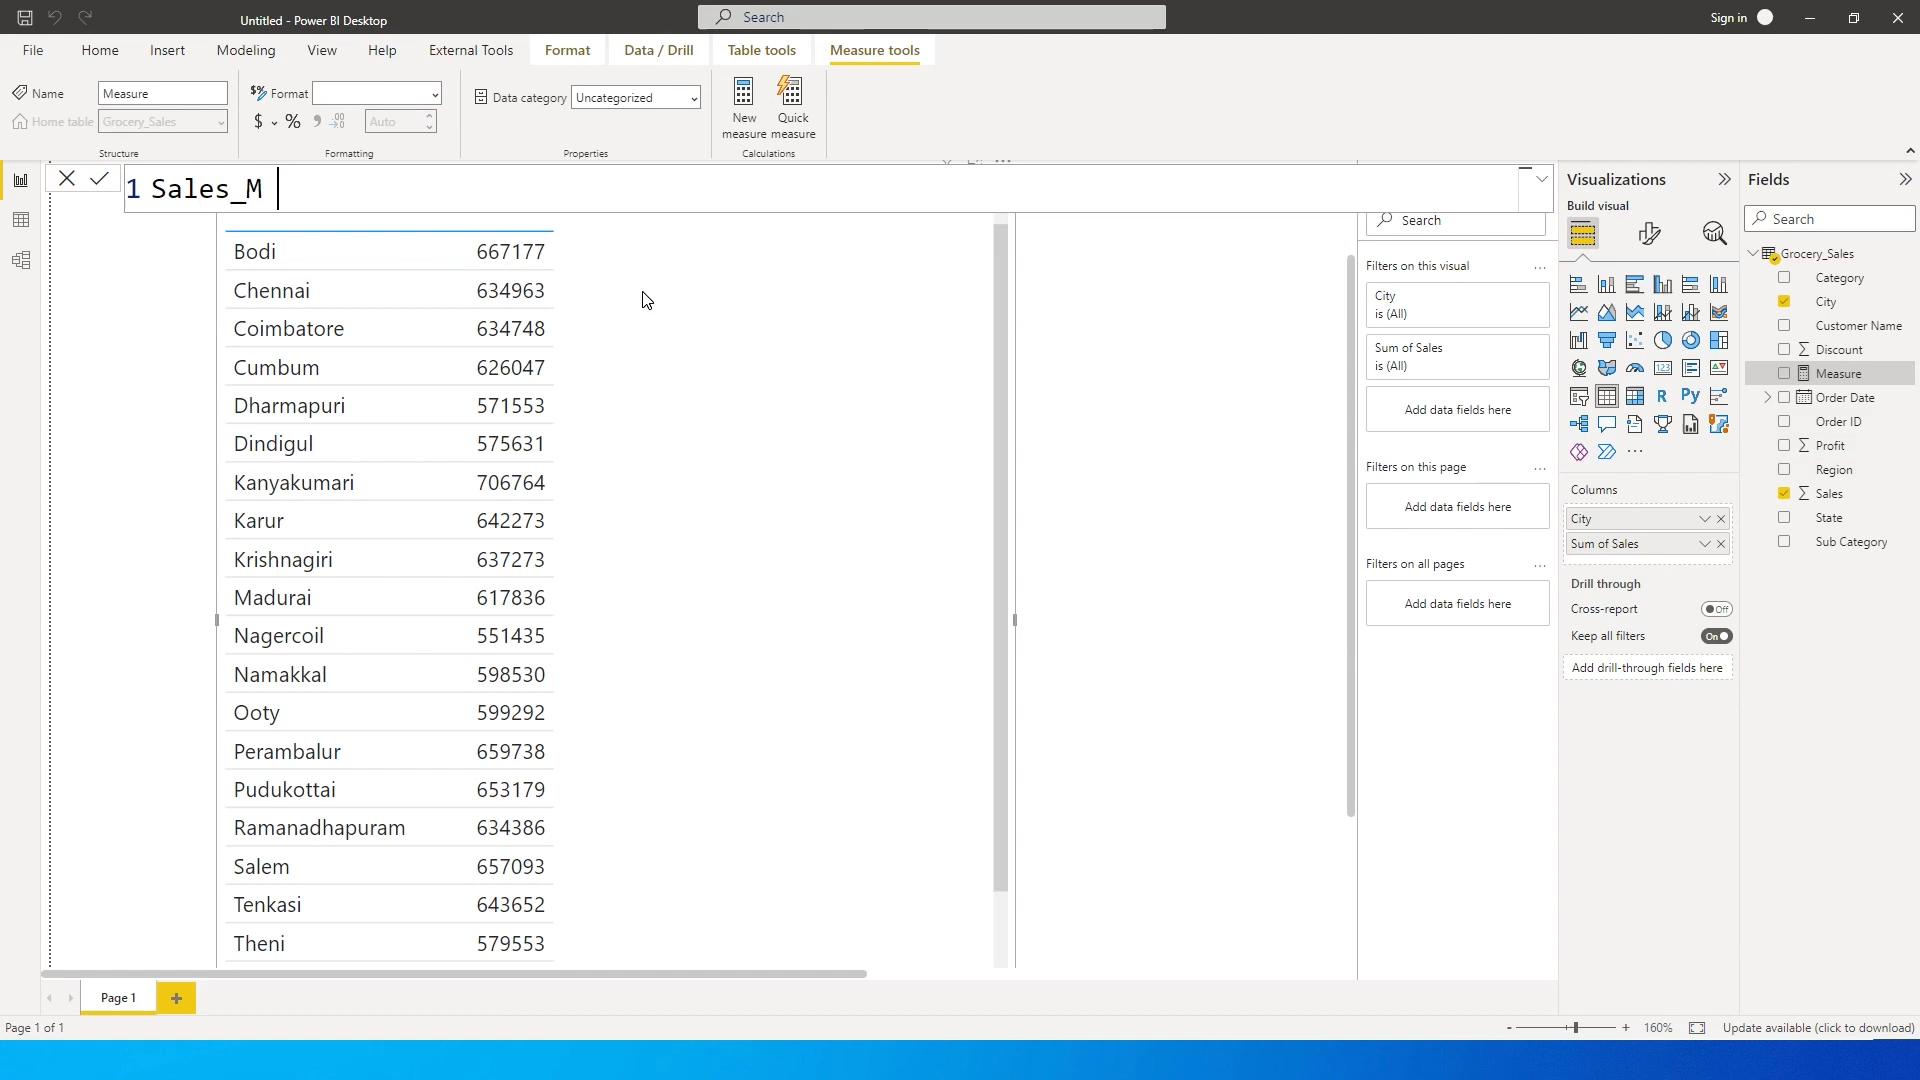 Untitled - Power BI Desktop
Search
Sign in
File Home Insert Modeling View Help External Tools Format Data / Drill Table tools Measure tools
Name Measure
Home table Grocery_Sales
Structure
Format
$ % Auto
Formatting
Data category Uncategorized
Properties
New measure
Quick measure
Calculations
1 Sales_M
Bodi 667177
Chennai 634963
Coimbatore 634748
Cumbum 626047
Dharmapuri 571553
Dindigul 575631
Kanyakumari 706764
Karur 642273
Krishnagiri 637273
Madurai 617836
Nagercoil 551435
Namakkal 598530
Ooty 599292
Perambalur 659738
Pudukottai 653179
Ramanadhapuram 634386
Salem 657093
Tenkasi 643652
Theni 579553
Search
Filters on this visual ...
City
is (All)
Sum of Sales
is (All)
Add data fields here
Filters on this page ...
Add data fields here
Filters on all pages ...
Add data fields here
Visualizations
Build visual
123
R Py
...
Columns
City
Sum of Sales
Drill through
Cross-report Off
Keep all filters On
Add drill-through fields here
Fields
Search
Grocery_Sales
Category
City
Customer Name
Discount
Measure
Order Date
Order ID
Profit
Region
Sales
State
Sub Category
Page 1
Page 1 of 1
- + 160%
Update available (click to download)